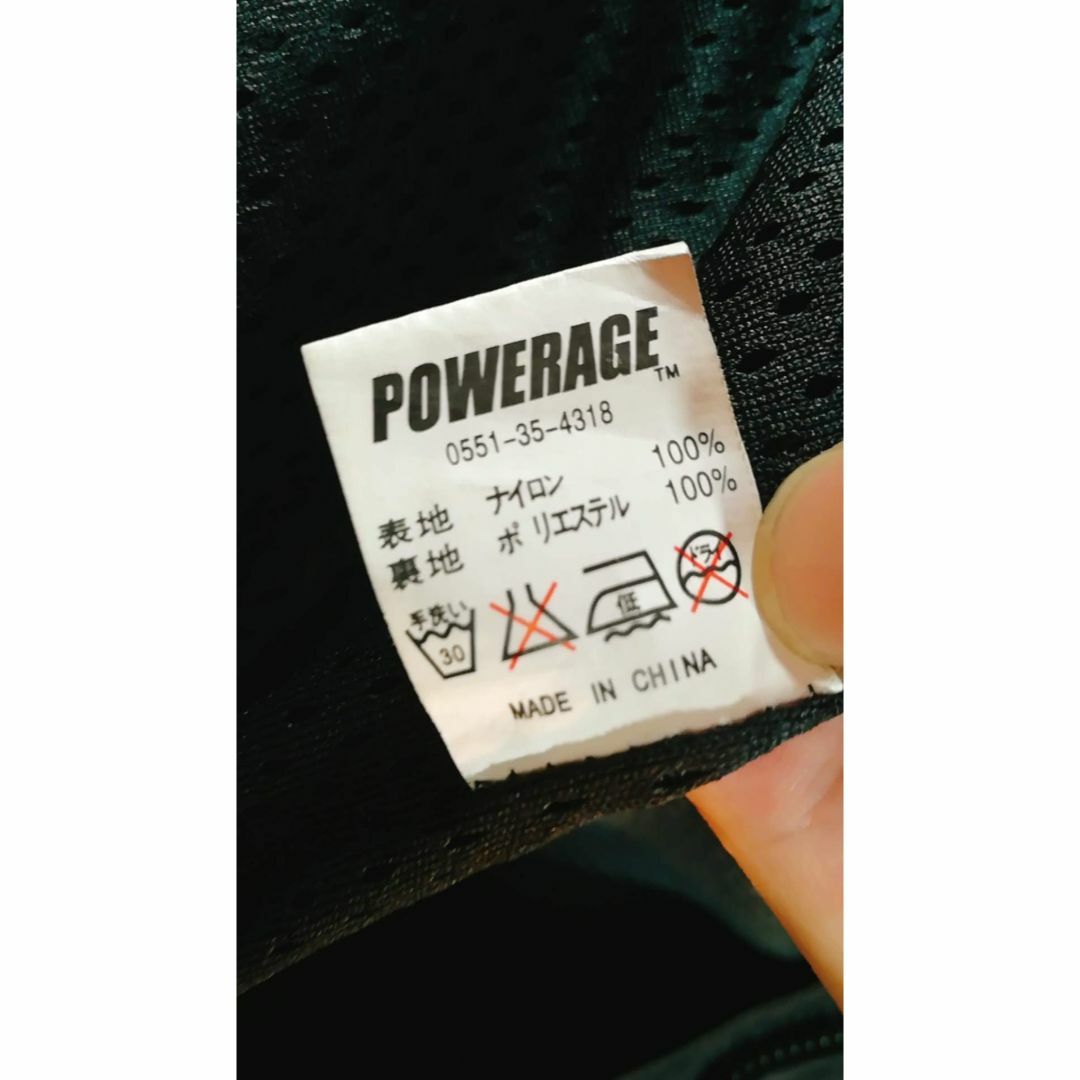 POWERAGE™
0551-35-4318
表地 ナイロン 100%
裏地 ポリエステル 100%
手洗い 30 低 ドライ
MADE IN CHINA